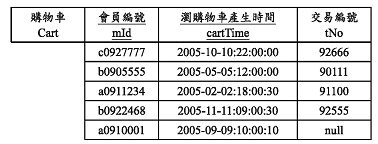 購物車 會員編號 瀏購物車產生時間 交易編號
Cart mId cartTime tNo
c0927777 2005-10-10:22:00:00 92666
b0905555 2005-05-05:12:00:00 90111
a0911234 2005-02-02:18:00:30 91100
b0922468 2005-11-11:09:00:30 92555
a0910001 2005-09-09:10:00:10 null